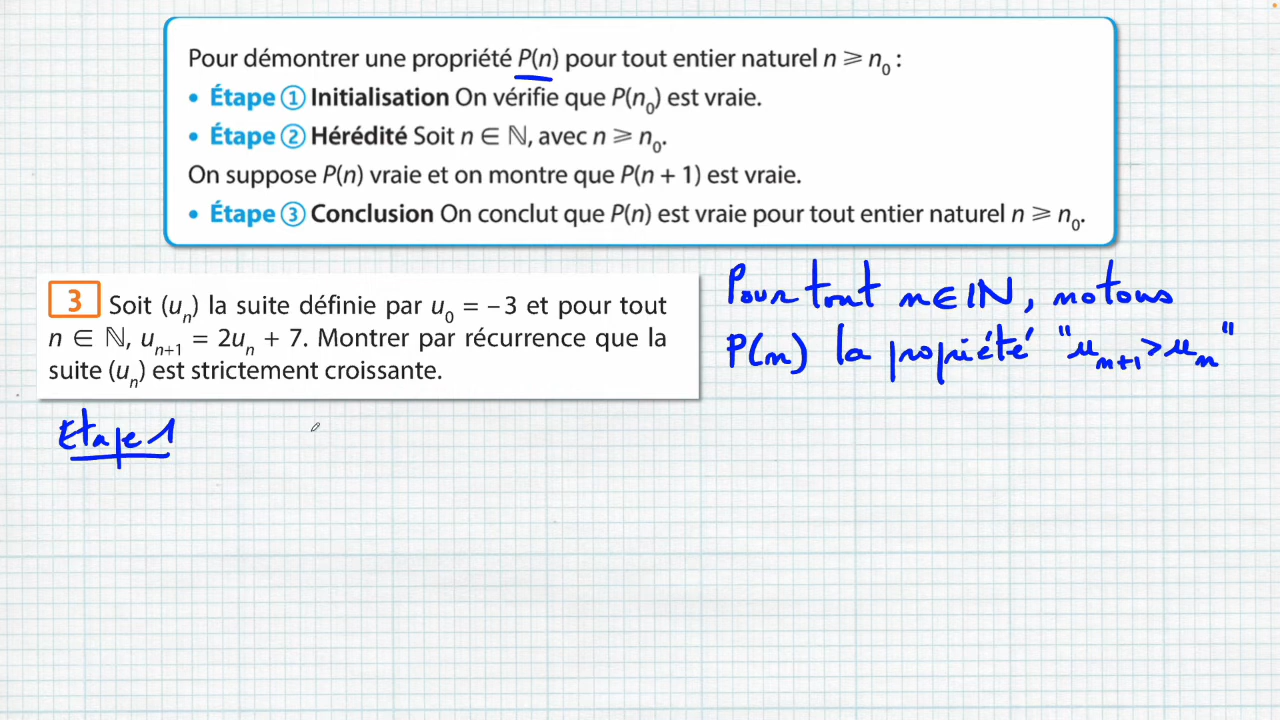 Pour démontrer une propriété P(n) pour tout entier naturel n ⩾ n₀ :
• Étape ① Initialisation On vérifie que P(n₀) est vraie.
• Étape ② Hérédité Soit n ∈ ℕ, avec n ⩾ n₀.
On suppose P(n) vraie et on montre que P(n + 1) est vraie.
• Étape ③ Conclusion On conclut que P(n) est vraie pour tout entier naturel n ⩾ n₀.
3 Soit (uₙ) la suite définie par u₀ = –3 et pour tout
n ∈ ℕ, uₙ₊₁ = 2uₙ + 7. Montrer par récurrence que la
suite (uₙ) est strictement croissante.
Pour tout n ∈ ℕ, notons
P(n) la propriété "uₙ₊₁ > uₙ"
Etape 1